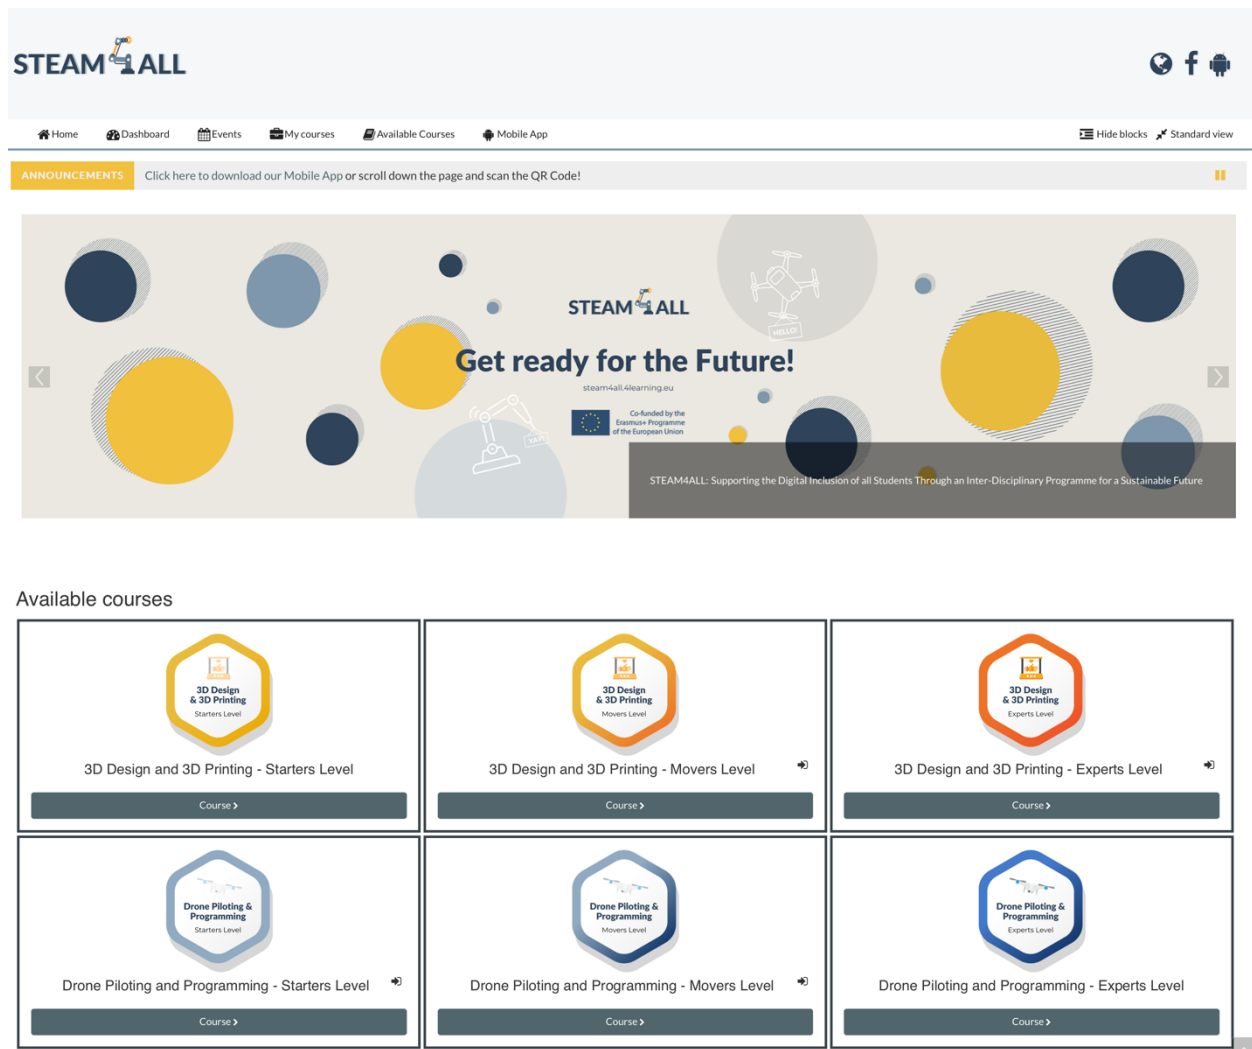 STEAM4ALL
Home Dashboard Events My courses Available Courses Mobile App Hide blocks Standard view
ANNOUNCEMENTS Click here to download our Mobile App or scroll down the page and scan the QR Code!
HELLO!
STEAM4ALL
Get ready for the Future!
steam4all.4learning.eu
YAY!
Co-funded by the
Erasmus+ Programme
of the European Union
STEAM4ALL: Supporting the Digital Inclusion of all Students Through an Inter-Disciplinary Programme for a Sustainable Future
Available courses
3D Design
& 3D Printing
Starters Level
3D Design and 3D Printing - Starters Level
Course
3D Design
& 3D Printing
Movers Level
3D Design and 3D Printing - Movers Level
Course
3D Design
& 3D Printing
Experts Level
3D Design and 3D Printing - Experts Level
Course
Drone Piloting &
Programming
Starters Level
Drone Piloting and Programming - Starters Level
Course
Drone Piloting &
Programming
Movers Level
Drone Piloting and Programming - Movers Level
Course
Drone Piloting &
Programming
Experts Level
Drone Piloting and Programming - Experts Level
Course